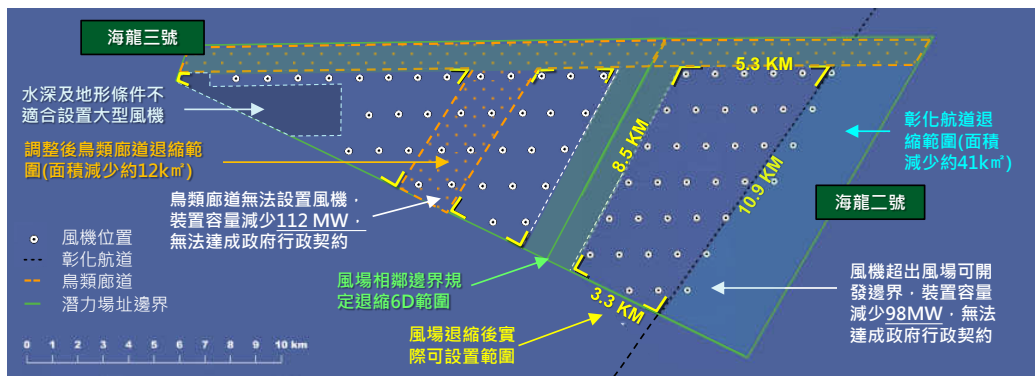 海龍三號
水深及地形條件不
適合設置大型風機
調整後鳥類廊道退縮範
圍(面積減少約12k㎡)
鳥類廊道無法設置風機，
裝置容量減少112 MW，
無法達成政府行政契約
風機位置
彰化航道
鳥類廊道
潛力場址邊界
0 1 2 3 4 5 6 7 8 9 10 km
風場相鄰邊界規
定退縮6D範圍
風場退縮後實
際可設置範圍
5.3 KM
8.5 KM
10.9 KM
3.3 KM
彰化航道退
縮範圍(面積
減少約41k㎡)
海龍二號
風機超出風場可開
發邊界，裝置容量
減少98MW，無法
達成政府行政契約